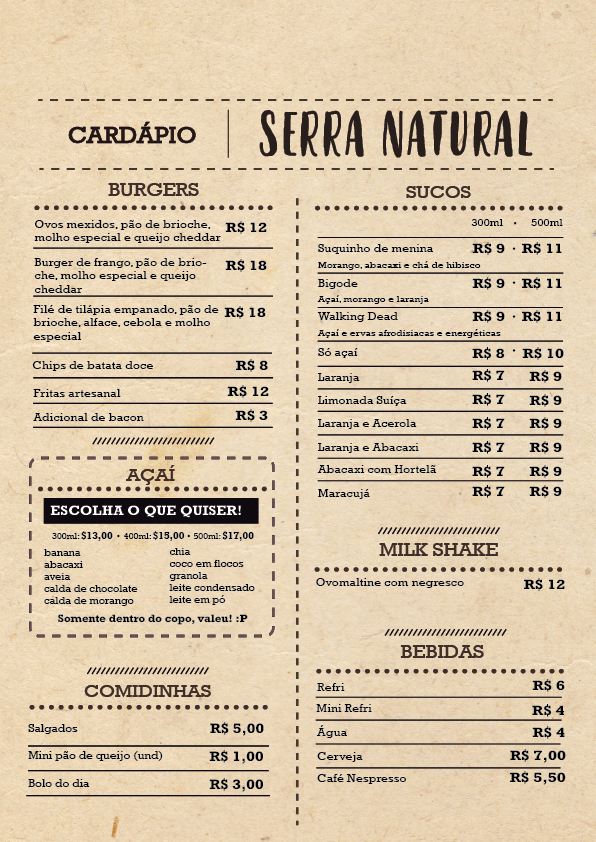 CARDÁPIO
SERRA NATURAL
BURGERS
Ovos mexidos, pão de brioche, R$ 12
molho especial e queijo cheddar
Burger de frango, pão de brio- R$ 18
che, molho especial e queijo
cheddar
Filé de tilápia empanado, pão de R$ 18
brioche, alface, cebola e molho
especial
Chips de batata doce R$ 8
Fritas artesanal R$ 12
Adicional de bacon R$ 3
AÇAÍ
ESCOLHA O QUE QUISER!
300ml: $13,00 • 400ml: $15,00 • 500ml: $17,00
banana chia
abacaxi coco em flocos
aveia granola
calda de chocolate leite condensado
calda de morango leite em pó
Somente dentro do copo, valeu! :P
COMIDINHAS
Salgados R$ 5,00
Mini pão de queijo (und) R$ 1,00
Bolo do dia R$ 3,00
SUCOS
300ml • 500ml
Suquinho de menina R$ 9 · R$ 11
Morango, abacaxi e chá de hibisco
Bigode R$ 9 · R$ 11
Açaí, morango e laranja
Walking Dead R$ 9 · R$ 11
Açaí e ervas afrodisiacas e energéticas
Só açaí R$ 8 · R$ 10
Laranja R$ 7 R$ 9
Limonada Suíça R$ 7 R$ 9
Laranja e Acerola R$ 7 R$ 9
Laranja e Abacaxi R$ 7 R$ 9
Abacaxi com Hortelã R$ 7 R$ 9
Maracujá R$ 7 R$ 9
MILK SHAKE
Ovomaltine com negresco R$ 12
BEBIDAS
Refri R$ 6
Mini Refri R$ 4
Água R$ 4
Cerveja R$ 7,00
Café Nespresso R$ 5,50